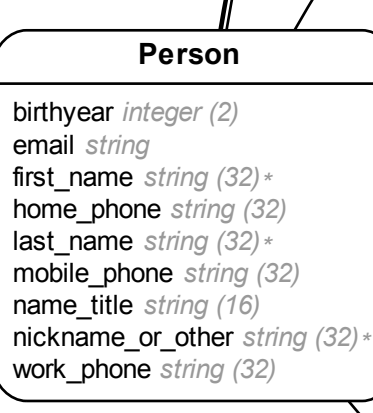 Person
birthyear integer (2)
email string
first_name string (32) *
home_phone string (32)
last_name string (32) *
mobile_phone string (32)
name_title string (16)
nickname_or_other string (32) *
work_phone string (32)